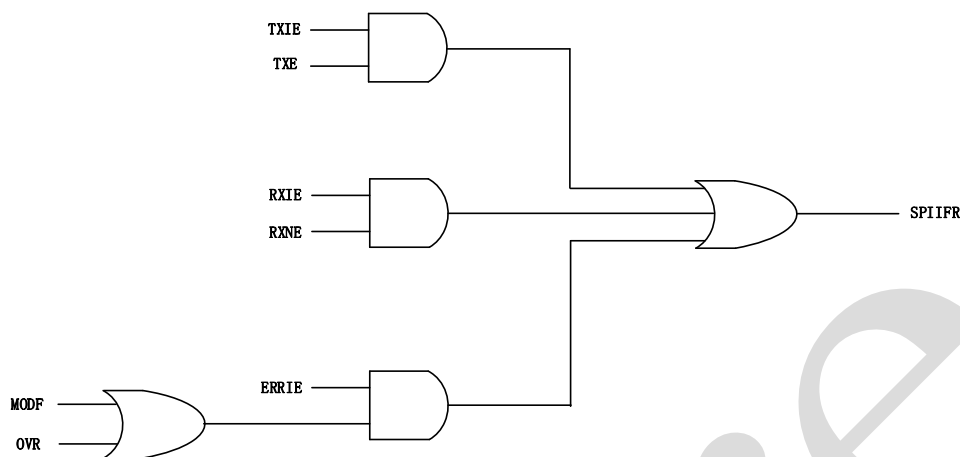 TXIE
TXE
RXIE
RXNE
SPIIFR
ERRIE
MODF
OVR